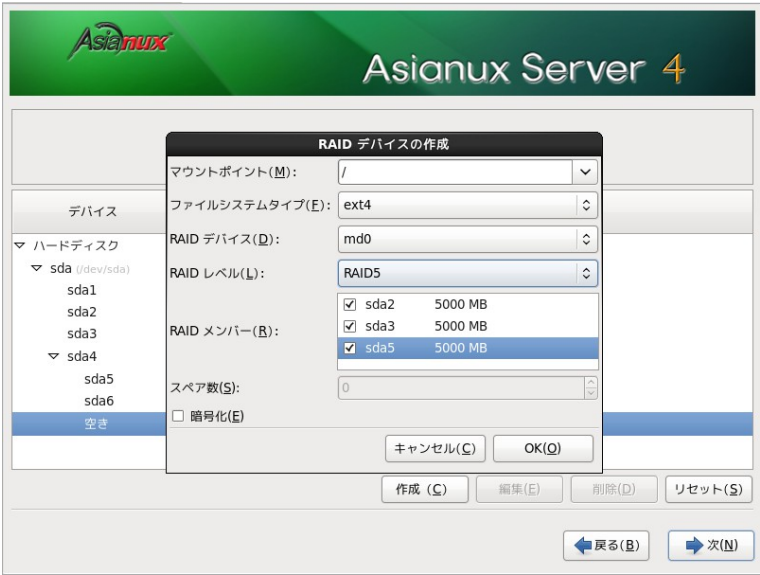 Asianux
Asianux Server 4
RAID デバイスの作成
マウントポイント(M): /
ファイルシステムタイプ(F): ext4
RAID デバイス(D): md0
RAID レベル(L): RAID5
RAID メンバー(R):
sda2 5000 MB
sda3 5000 MB
sda5 5000 MB
スペア数(S): 0
暗号化(E)
キャンセル(C) OK(O)
デバイス
ハードディスク
sda (/dev/sda)
sda1
sda2
sda3
sda4
sda5
sda6
空き
作成 (C) 編集(E) 削除(D) リセット(S)
戻る(B) 次(N)